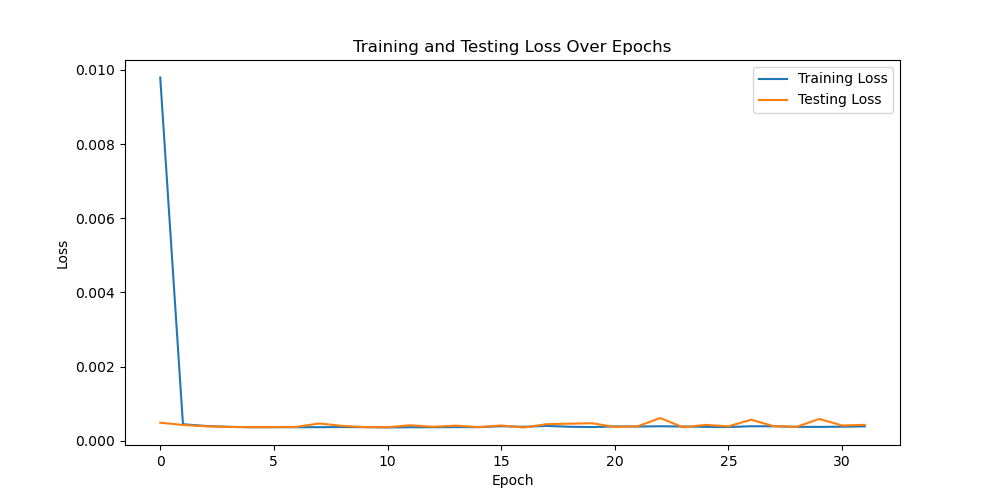 Training and Testing Loss Over Epochs
Training Loss
Testing Loss
Loss
0.010
0.008
0.006
0.004
0.002
0.000
0 5 10 15 20 25 30
Epoch